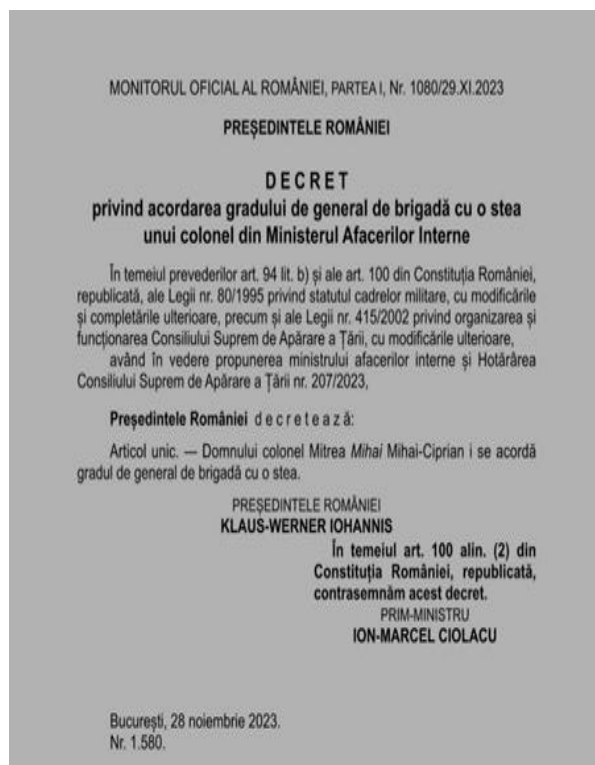 MONITORUL OFICIAL AL ROMÂNIEI, PARTEA I, Nr. 1080/29.XI.2023
PREȘEDINTELE ROMÂNIEI
DECRET
privind acordarea gradului de general de brigadă cu o stea
unui colonel din Ministerul Afacerilor Interne
În temeiul prevederilor art. 94 lit. b) și ale art. 100 din Constituția României,
republicată, ale Legii nr. 80/1995 privind statutul cadrelor militare, cu modificările
și completările ulterioare, precum și ale Legii nr. 415/2002 privind organizarea și
funcționarea Consiliului Suprem de Apărare a Țării, cu modificările ulterioare,
având în vedere propunerea ministrului afacerilor interne și Hotărârea
Consiliului Suprem de Apărare a Țării nr. 207/2023,
Președintele României decretează:
Articol unic. — Domnului colonel Mitrea Mihai Mihai-Ciprian i se acordă
gradul de general de brigadă cu o stea.
PREȘEDINTELE ROMÂNIEI
KLAUS-WERNER IOHANNIS
În temeiul art. 100 alin. (2) din
Constituția României, republicată,
contrasemnăm acest decret.
PRIM-MINISTRU
ION-MARCEL CIOLACU
București, 28 noiembrie 2023.
Nr. 1.580.